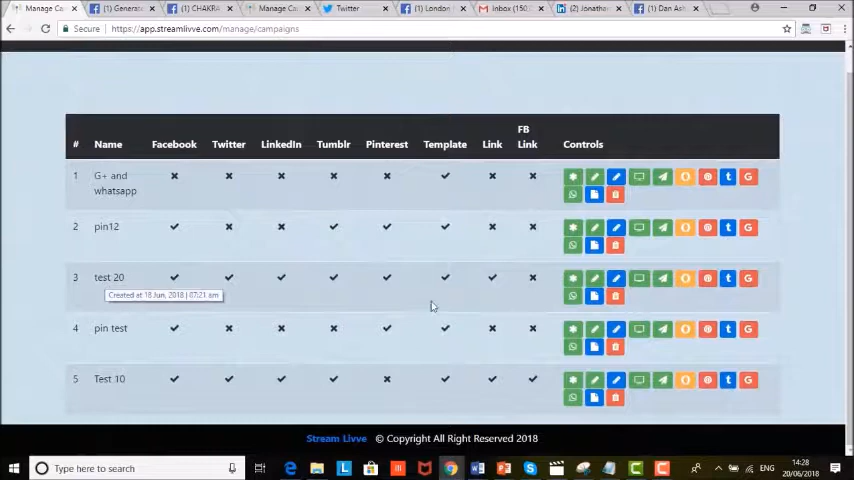 Manage Ca
(1) Generat
(1) CHAKRA
Manage Ca
Twitter
(1) London
Inbox (150
(2) Jonatha
(1) Dan Ash
Secure | https://app.streamlivve.com/manage/campaigns
# Name Facebook Twitter LinkedIn Tumblr Pinterest Template Link FB Link Controls
1 G+ and whatsapp
2 pin12
3 test 20
Created at 18 Jun, 2018 | 07:21 am
4 pin test
5 Test 10
Stream Livve © Copyright All Right Reserved 2018
Type here to search
ENG
14:28
20/06/2018